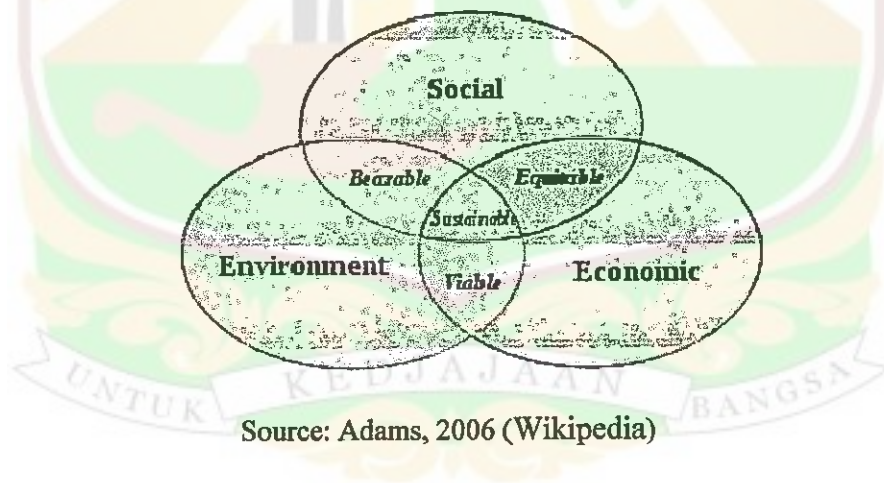 Social
Bearable
Equitable
Sustainable
Environment
Economic
Viable
UNTUK KEDJAJAAN BANGSA
Source: Adams, 2006 (Wikipedia)